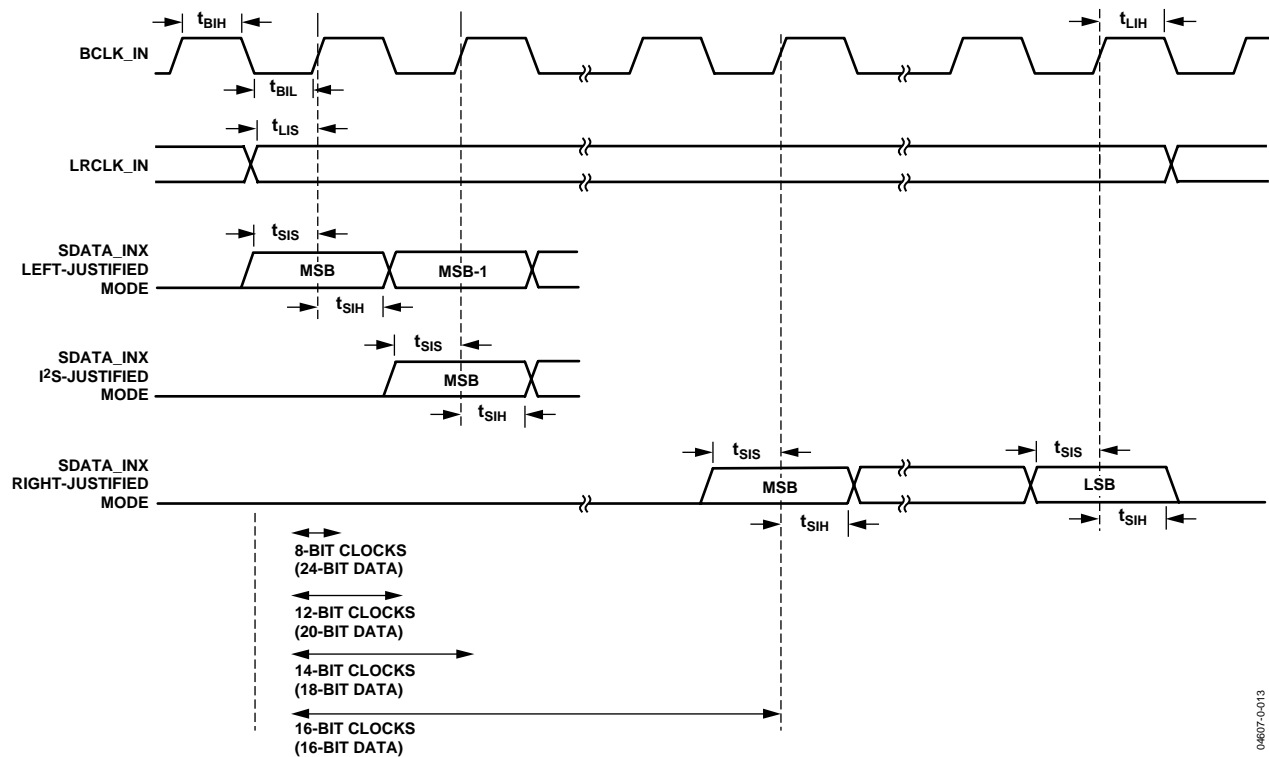 tBIH
tLIH
BCLK_IN
tBIL
tLIS
LRCLK_IN
tSIS
SDATA_INX
LEFT-JUSTIFIED
MODE
MSB
MSB-1
tSIH
tSIS
SDATA_INX
I2S-JUSTIFIED
MODE
MSB
tSIH
tSIS
tSIS
SDATA_INX
RIGHT-JUSTIFIED
MODE
MSB
LSB
tSIH
tSIH
8-BIT CLOCKS
(24-BIT DATA)
12-BIT CLOCKS
(20-BIT DATA)
14-BIT CLOCKS
(18-BIT DATA)
16-BIT CLOCKS
(16-BIT DATA)
04607-0-013